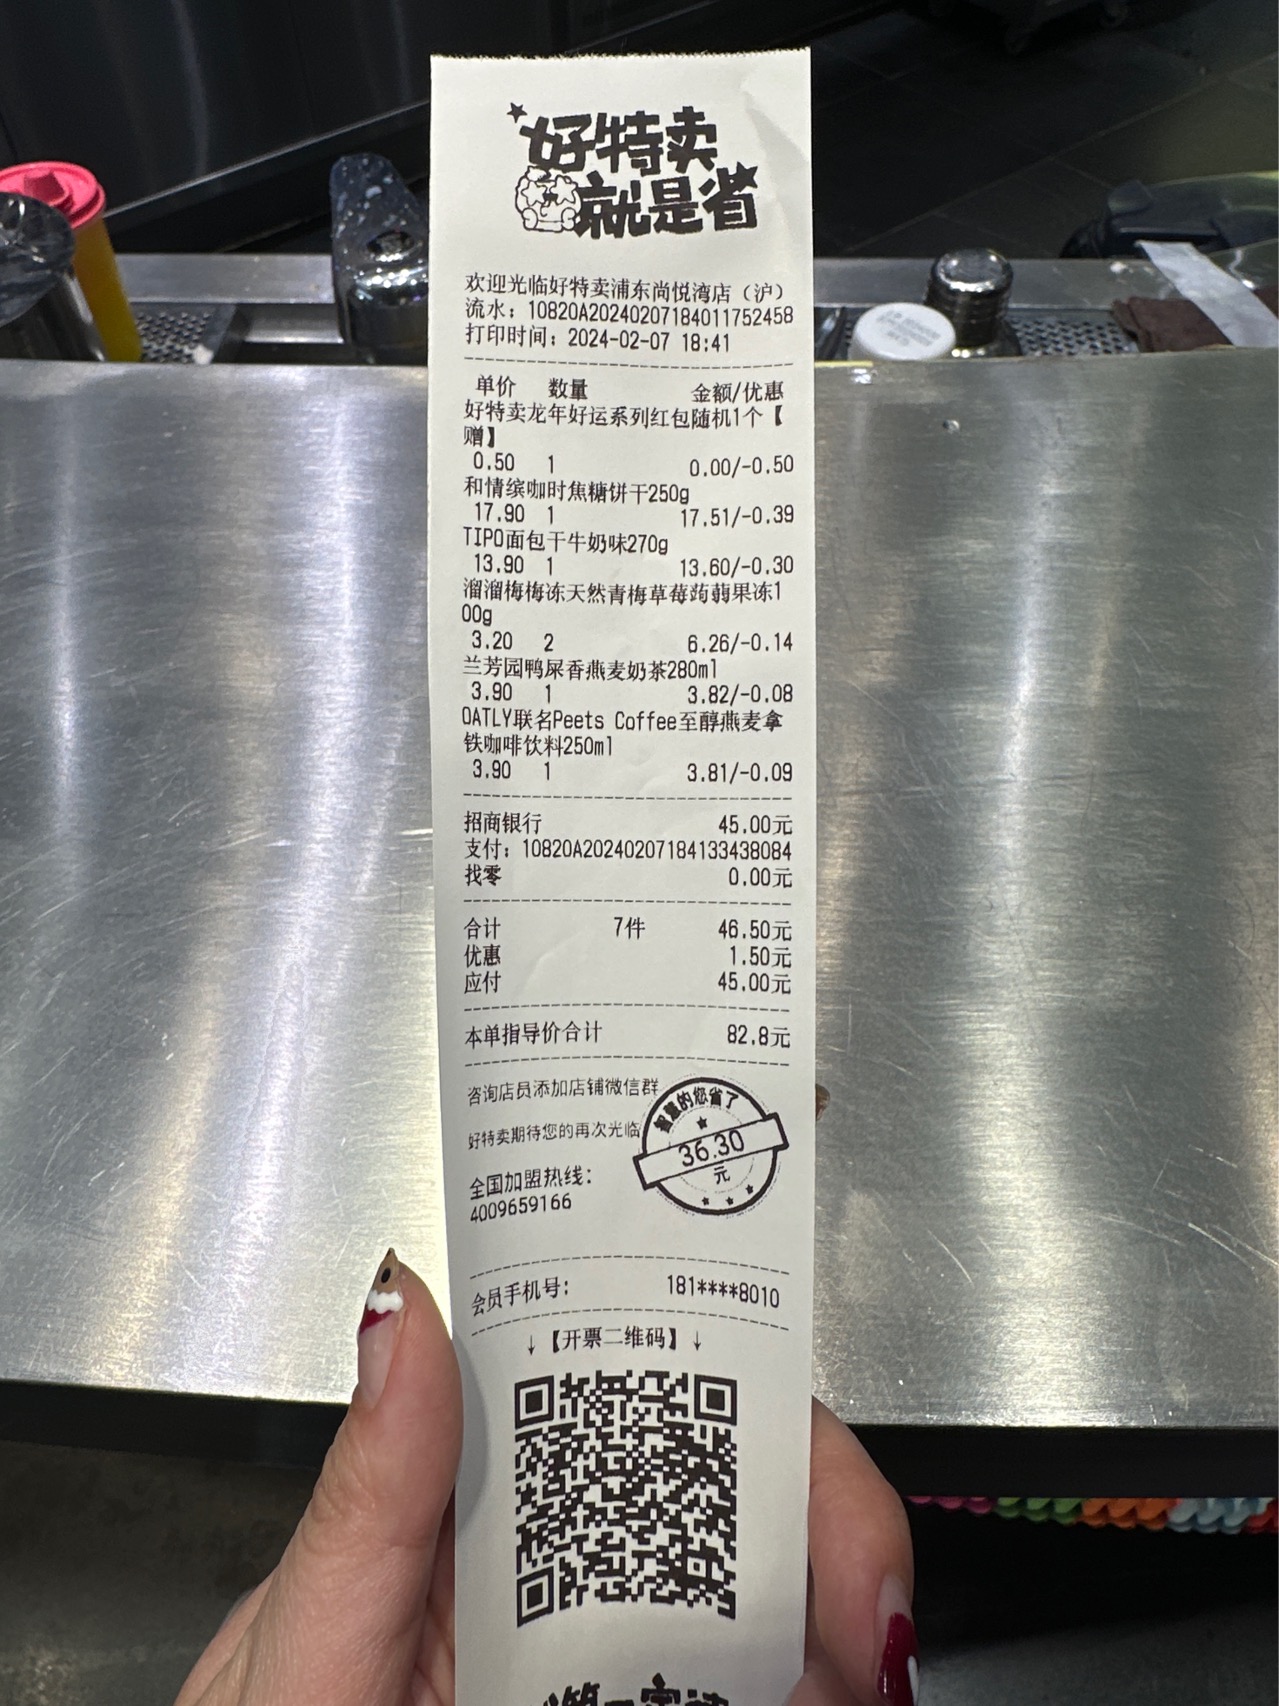 好特卖
就是省
欢迎光临好特卖浦东尚悦湾店（沪）
流水：10820A20240207184011752458
打印时间：2024-02-07 18:41
单价 数量 金额/优惠
好特卖龙年好运系列红包随机1个【
赠】
0.50 1 0.00/-0.50
和情缤咖时焦糖饼干250g
17.90 1 17.51/-0.39
TIPO面包干牛奶味270g
13.90 1 13.60/-0.30
溜溜梅梅冻天然青梅草莓蒟蒻果冻1
00g
3.20 2 6.26/-0.14
兰芳园鸭屎香燕麦奶茶280ml
3.90 1 3.82/-0.08
OATLY联名Peets Coffee至醇燕麦拿
铁咖啡饮料250ml
3.90 1 3.81/-0.09
招商银行 45.00元
支付：10820A20240207184133438084
找零 0.00元
合计 7件 46.50元
优惠 1.50元
应付 45.00元
本单指导价合计 82.8元
咨询店员添加店铺微信群
好特卖期待您的再次光临
智慧的您省了
36.30
元
全国加盟热线：
4009659166
会员手机号： 181****8010
↓【开票二维码】↓